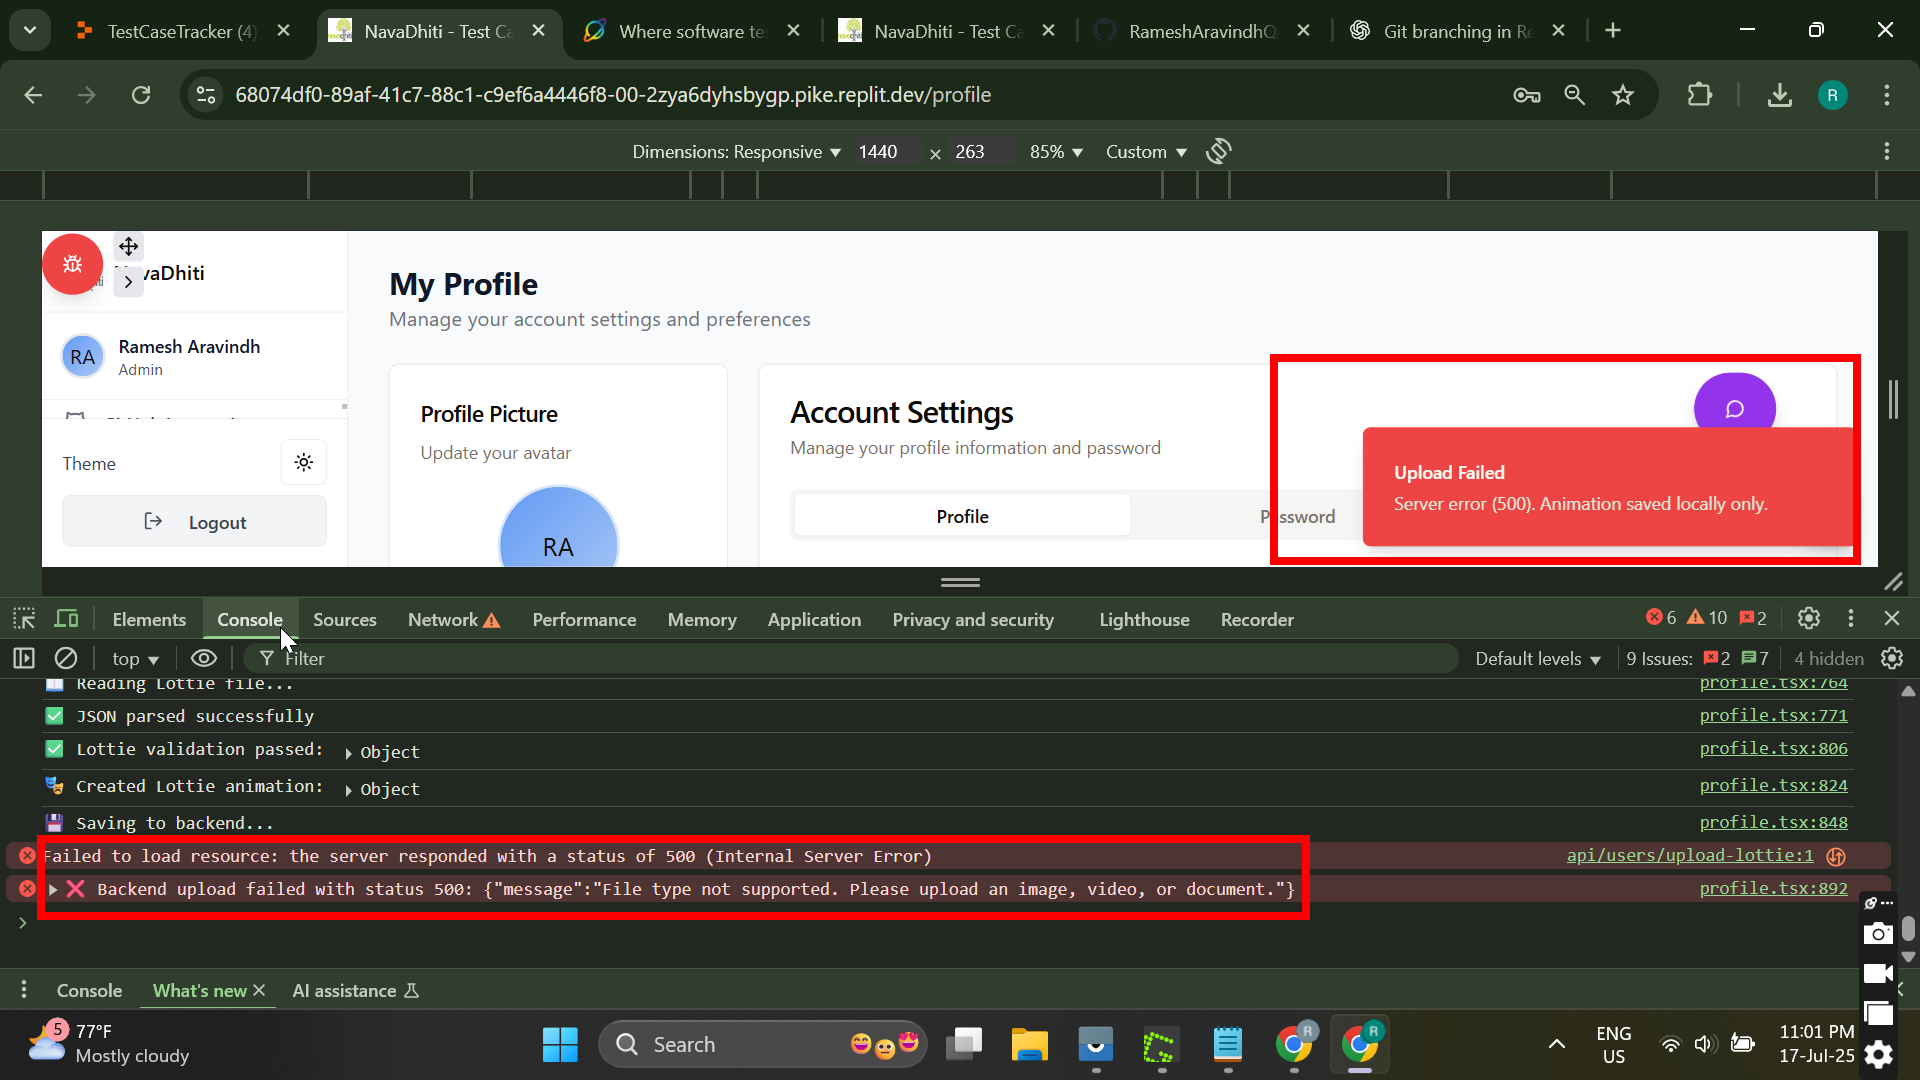 TestCaseTracker (4)
NavaDhiti - Test Ca
Where software te
NavaDhiti - Test Ca
RameshAravindhQ
Git branching in Re
68074df0-89af-41c7-88c1-c9ef6a4446f8-00-2zya6dyhsbygp.pike.replit.dev/profile
R
Dimensions: Responsive ▼ 1440 × 263 85% ▼ Custom ▼
vaDhiti
My Profile
Manage your account settings and preferences
RA
Ramesh Aravindh
Admin
Theme
Logout
Profile Picture
Update your avatar
RA
Account Settings
Manage your profile information and password
Profile
P ssword
Upload Failed
Server error (500). Animation saved locally only.
Elements Console Sources Network Performance Memory Application Privacy and security Lighthouse Recorder 6 10 2
top ▼ Filter Default levels ▼ 9 Issues: 2 7 4 hidden
Reading Lottie file... profile.tsx:764
JSON parsed successfully profile.tsx:771
Lottie validation passed: ▶ Object profile.tsx:806
Created Lottie animation: ▶ Object profile.tsx:824
Saving to backend... profile.tsx:848
Failed to load resource: the server responded with a status of 500 (Internal Server Error) api/users/upload-lottie:1
▶ ❌ Backend upload failed with status 500: {"message":"File type not supported. Please upload an image, video, or document."} profile.tsx:892
Console What's new AI assistance
5
77°F
Mostly cloudy
Search
R
R
ENG
US
11:01 PM
17-Jul-25